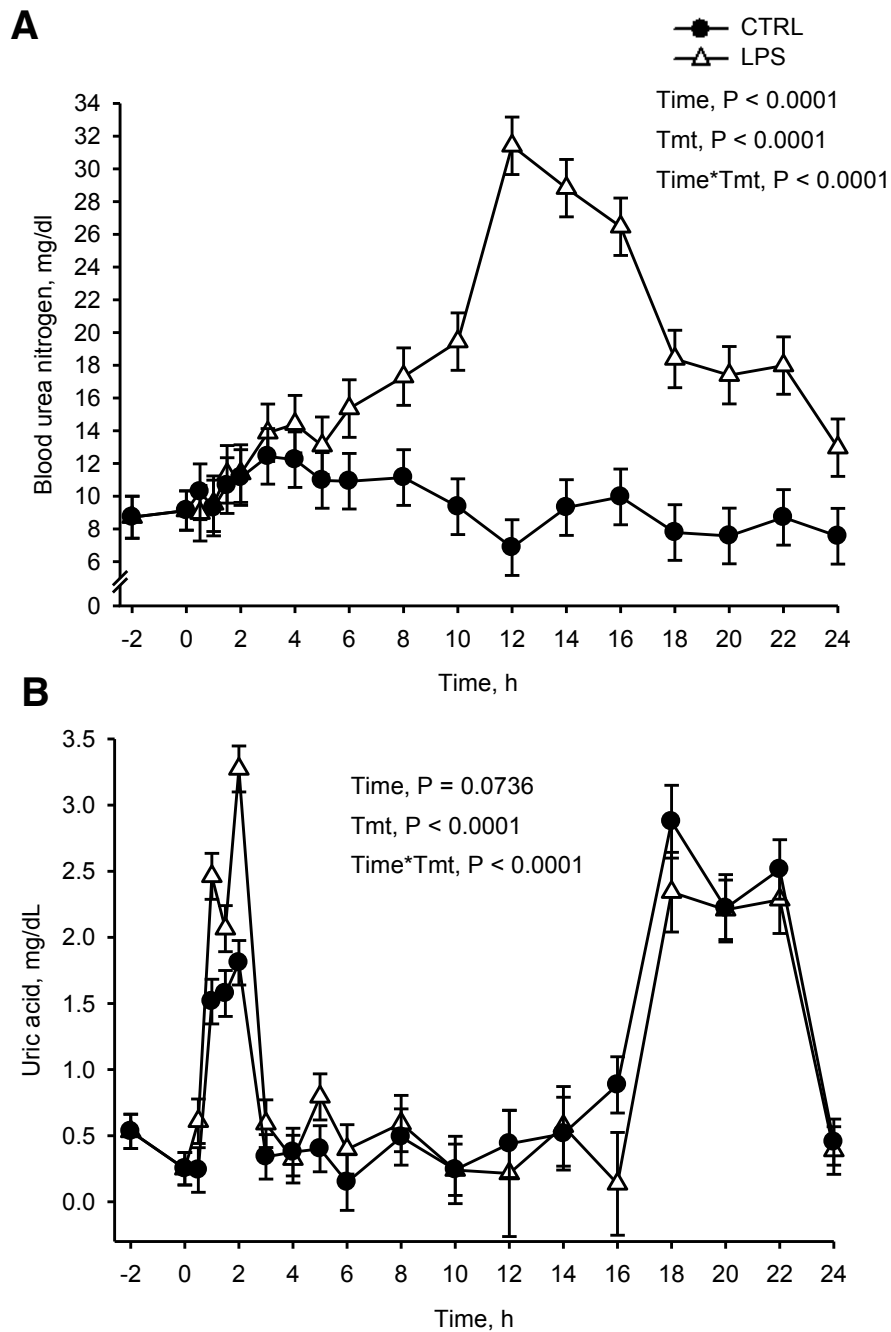 A
CTRL
LPS
Time, P < 0.0001
Tmt, P < 0.0001
Time*Tmt, P < 0.0001
Blood urea nitrogen, mg/dl
34
32
30
28
26
24
22
20
18
16
14
12
10
8
6
0
-2 0 2 4 6 8 10 12 14 16 18 20 22 24
Time, h
B
Time, P = 0.0736
Tmt, P < 0.0001
Time*Tmt, P < 0.0001
Uric acid, mg/dL
3.5
3.0
2.5
2.0
1.5
1.0
0.5
0.0
-2 0 2 4 6 8 10 12 14 16 18 20 22 24
Time, h